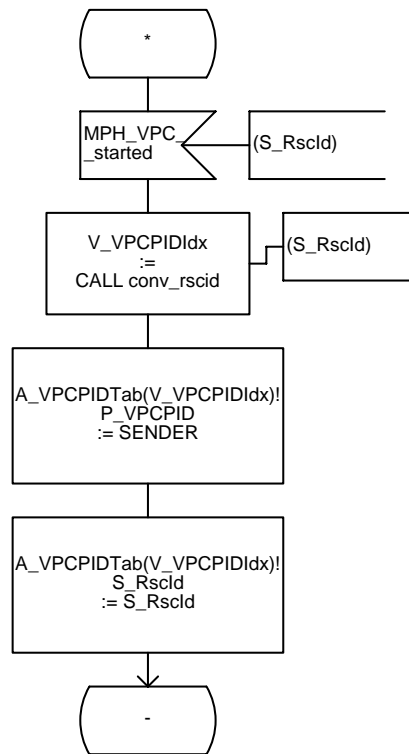 *
MPH_VPC_
_started
(S_RscId)
V_VPCPIDIdx
:=
CALL conv_rscid
(S_RscId)
A_VPCPIDTab(V_VPCPIDIdx)!
P_VPCPID
:= SENDER
A_VPCPIDTab(V_VPCPIDIdx)!
S_RscId
:= S_RscId
-